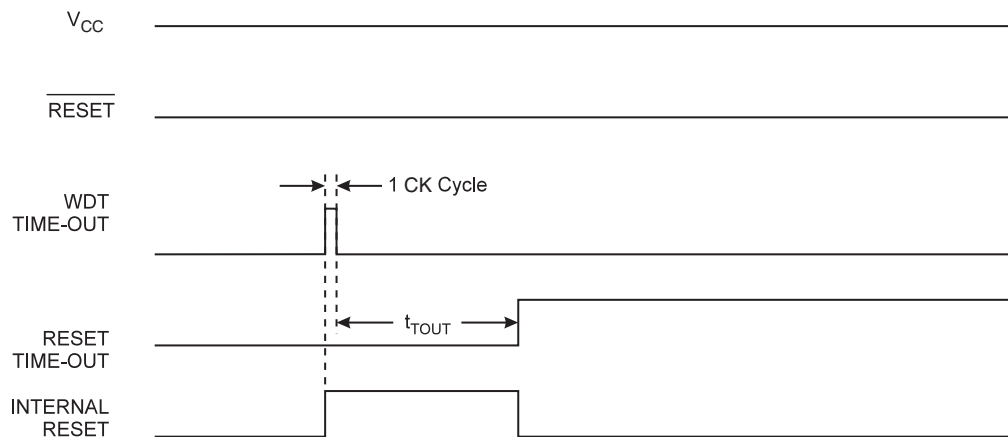 VCC
RESET
1 CK Cycle
WDT
TIME-OUT
tTOUT
RESET
TIME-OUT
INTERNAL
RESET